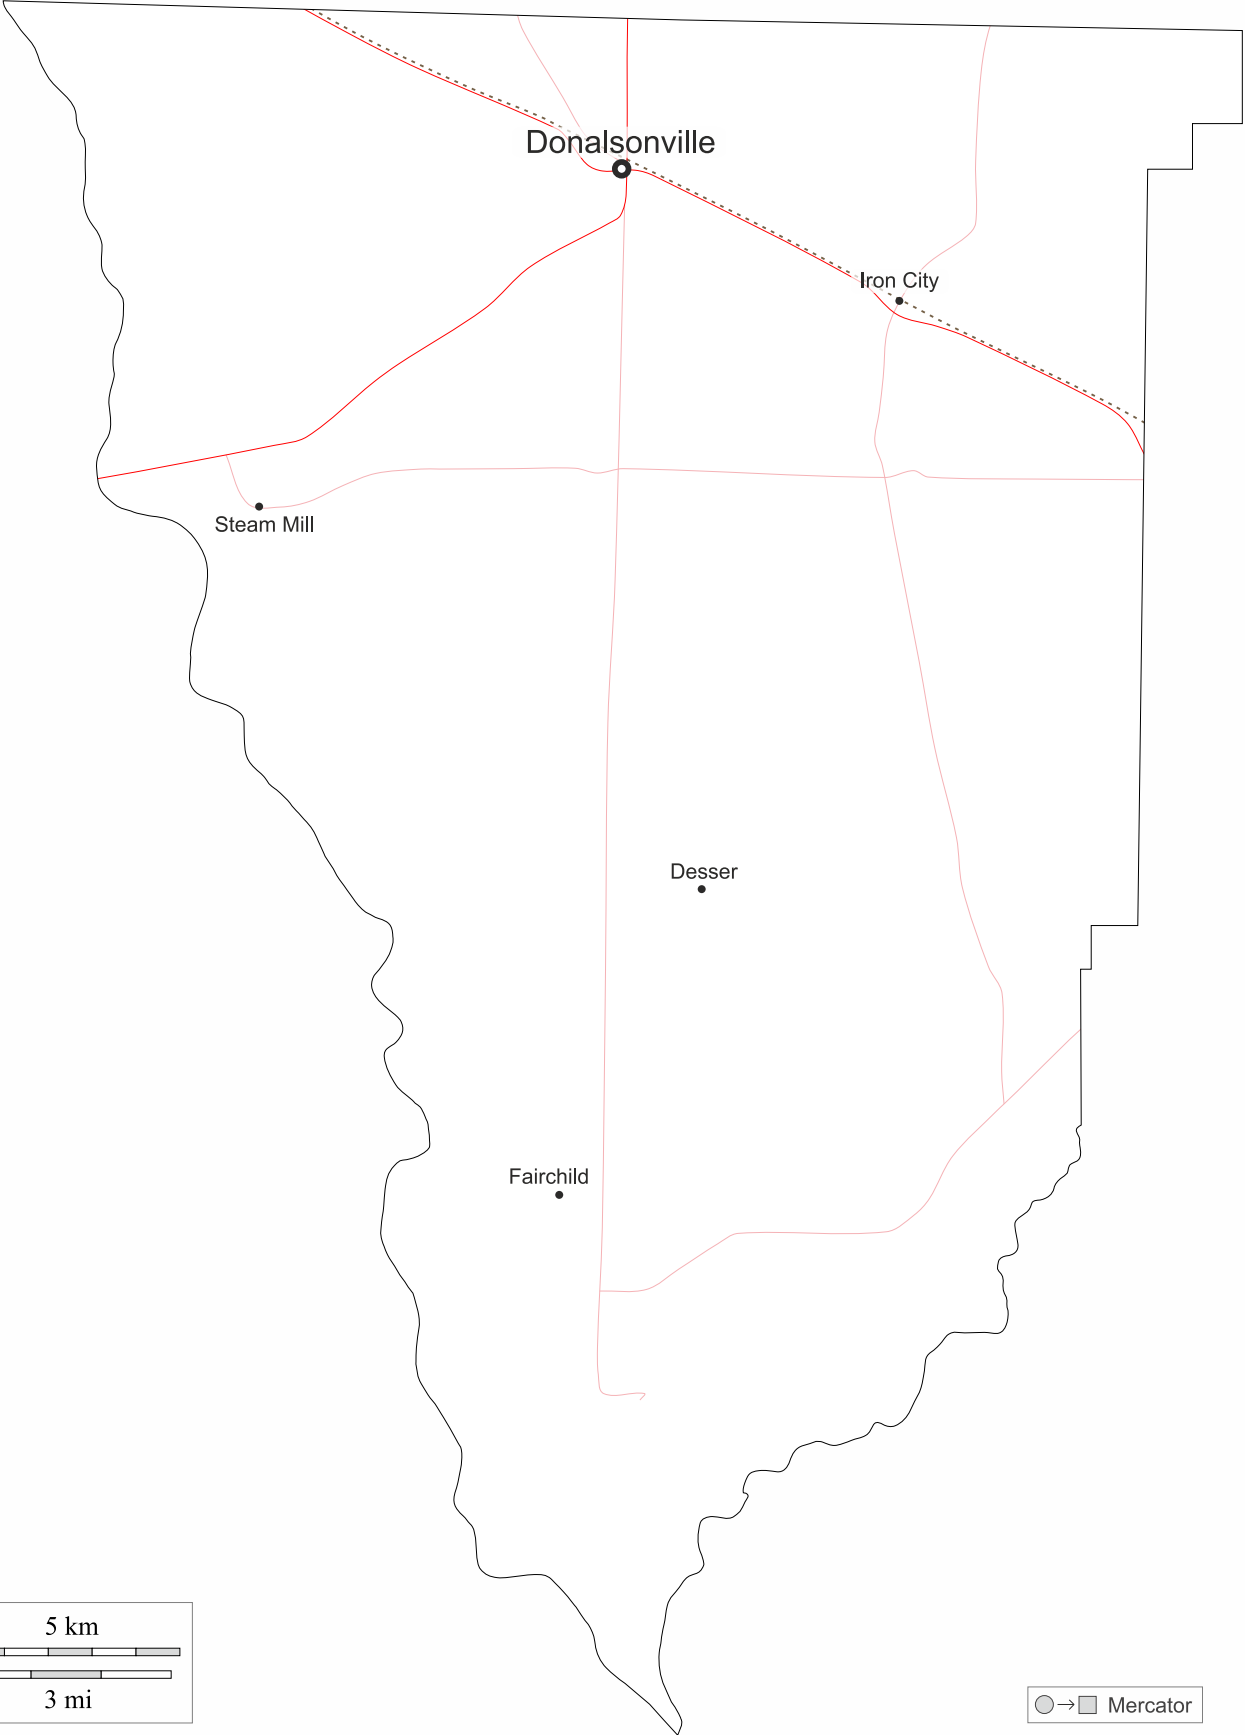 Donalsonville
Iron City
Steam Mill
Desser
Fairchild
5 km
3 mi
Mercator